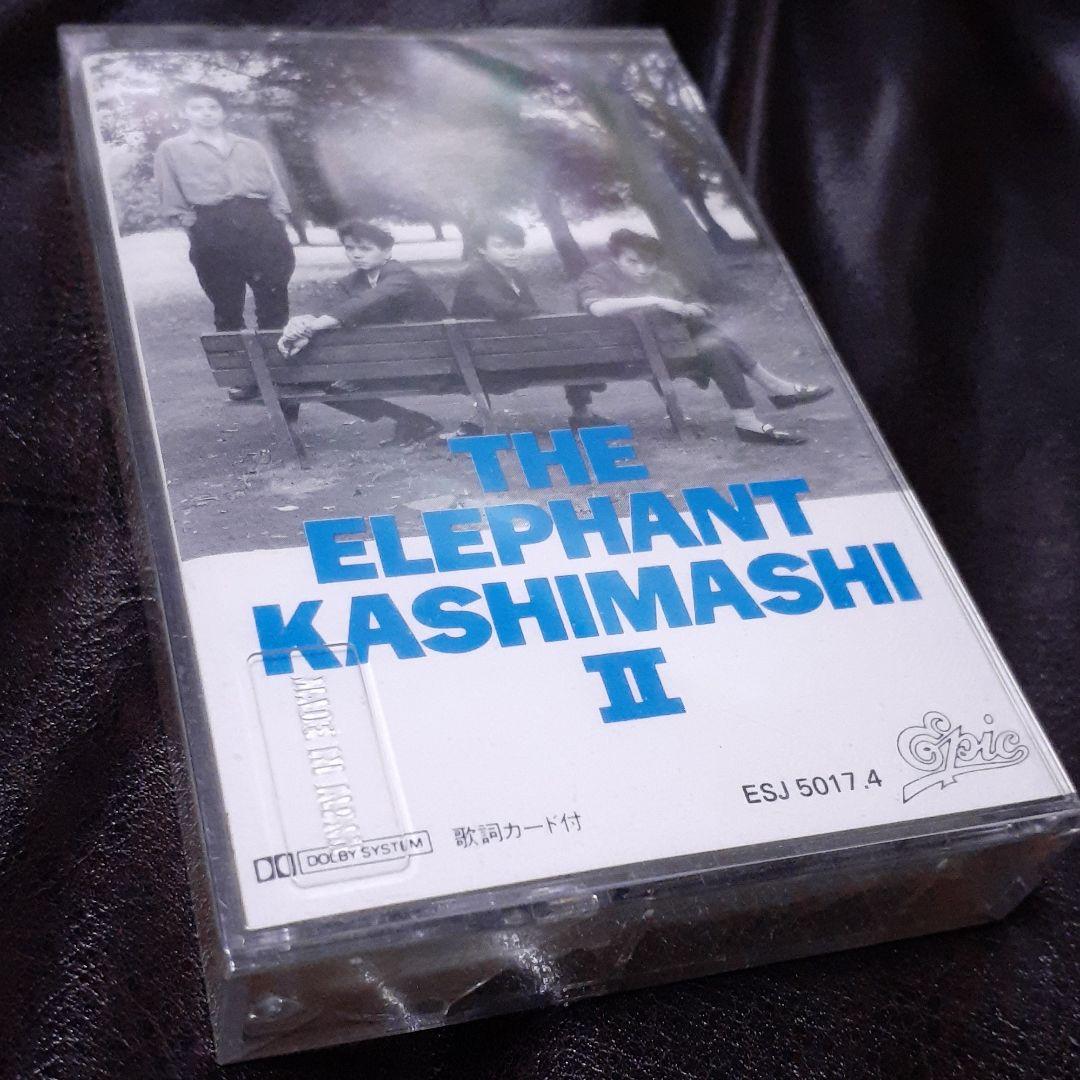 THE
ELEPHANT
KASHIMASHI
II
MADE IN JAPAN
ESJ 5017.4
Epic
DOLBY SYSTEM
歌詞カード付